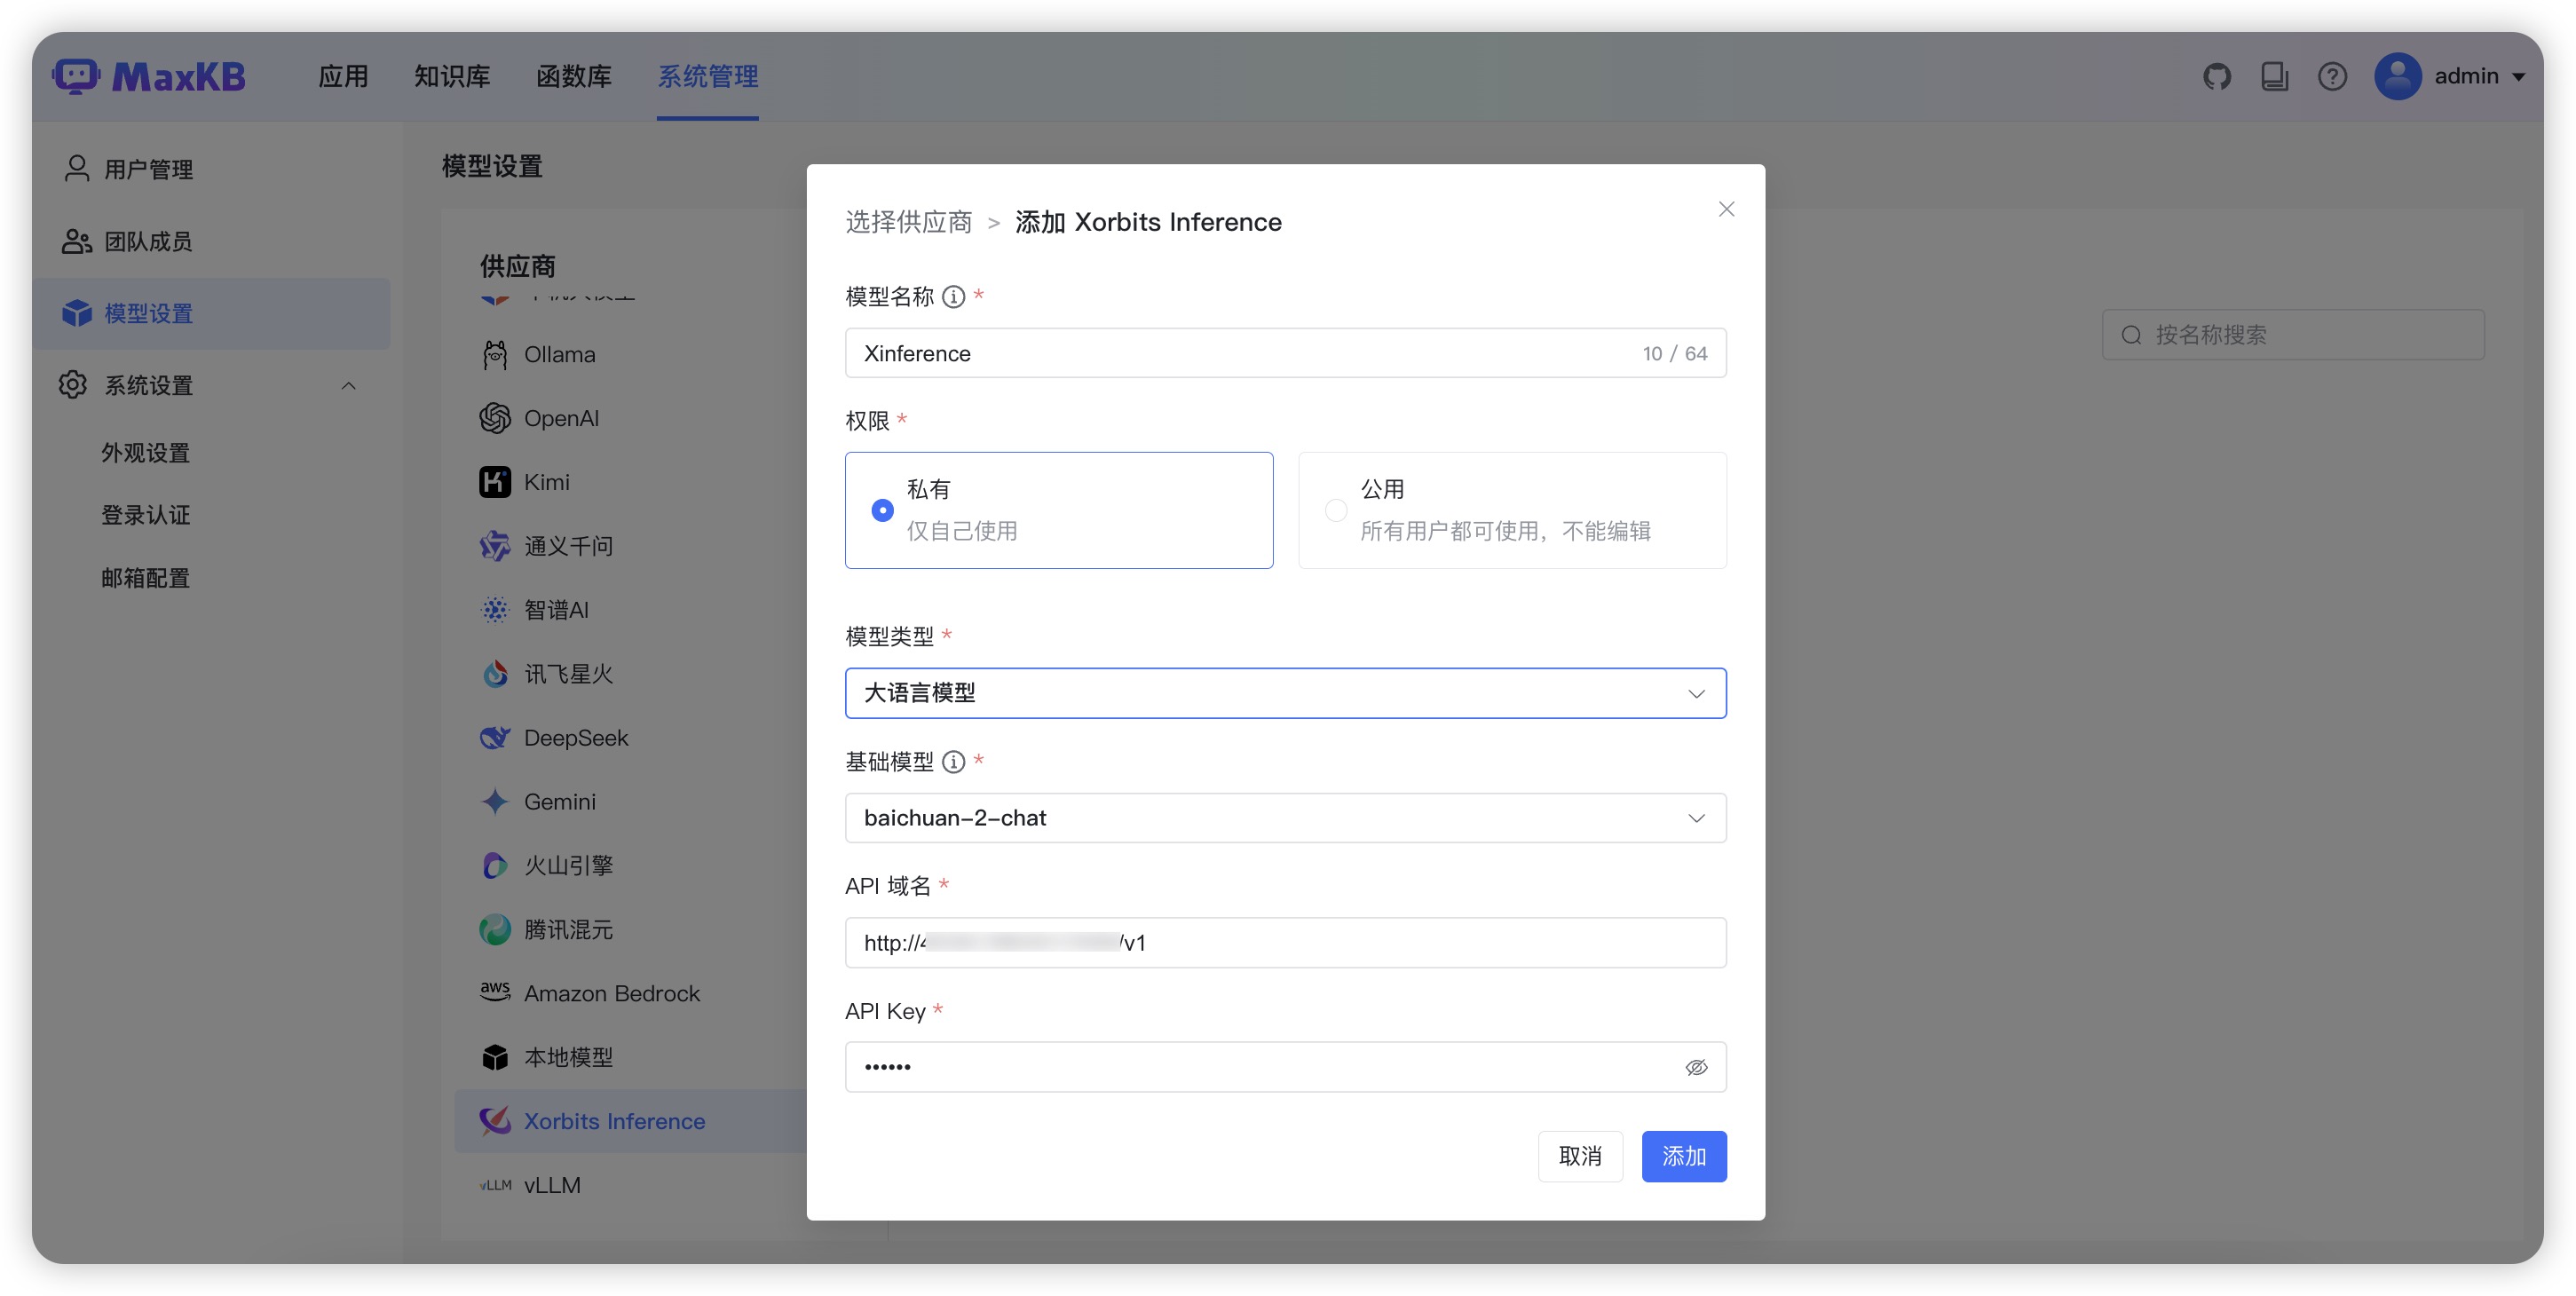 MaxKB
应用 知识库 函数库 系统管理
admin
用户管理
团队成员
模型设置
系统设置
外观设置
登录认证
邮箱配置
模型设置
供应商
Ollama
OpenAI
Kimi
通义千问
智谱AI
讯飞星火
DeepSeek
Gemini
火山引擎
腾讯混元
aws Amazon Bedrock
本地模型
Xorbits Inference
vLLM vLLM
按名称搜索
选择供应商 > 添加 Xorbits Inference
模型名称 *
Xinference 10 / 64
权限 *
私有
仅自己使用
公用
所有用户都可使用，不能编辑
模型类型 *
大语言模型
基础模型 *
baichuan-2-chat
API 域名 *
http://4 /v1
API Key *
••••••
取消 添加